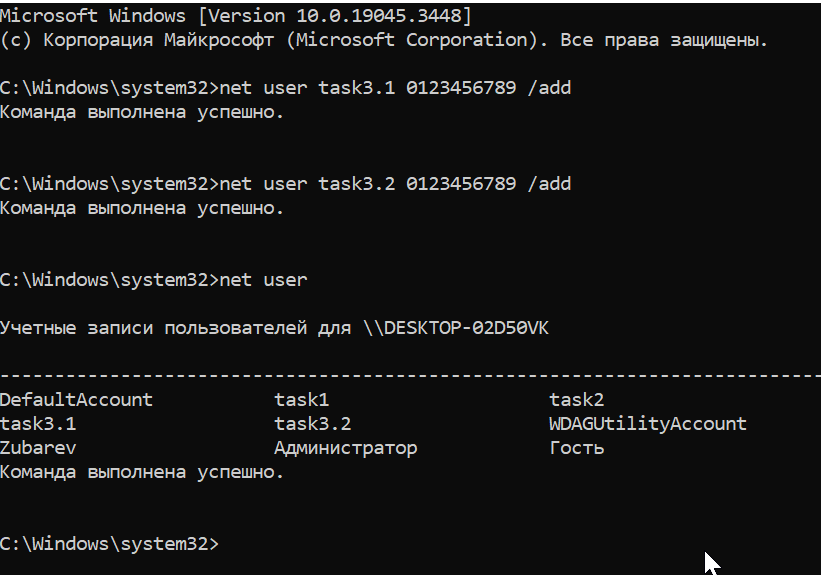 Microsoft Windows [Version 10.0.19045.3448]
(c) Корпорация Майкрософт (Microsoft Corporation). Все права защищены.
C:\Windows\system32>net user task3.1 0123456789 /add
Команда выполнена успешно.
C:\Windows\system32>net user task3.2 0123456789 /add
Команда выполнена успешно.
C:\Windows\system32>net user
Учетные записи пользователей для \\DESKTOP-02D50VK
-------------------------------------------------------------------------------
DefaultAccount           task1                    task2
task3.1                  task3.2                  WDAGUtilityAccount
Zubarev                  Администратор            Гость
Команда выполнена успешно.
C:\Windows\system32>